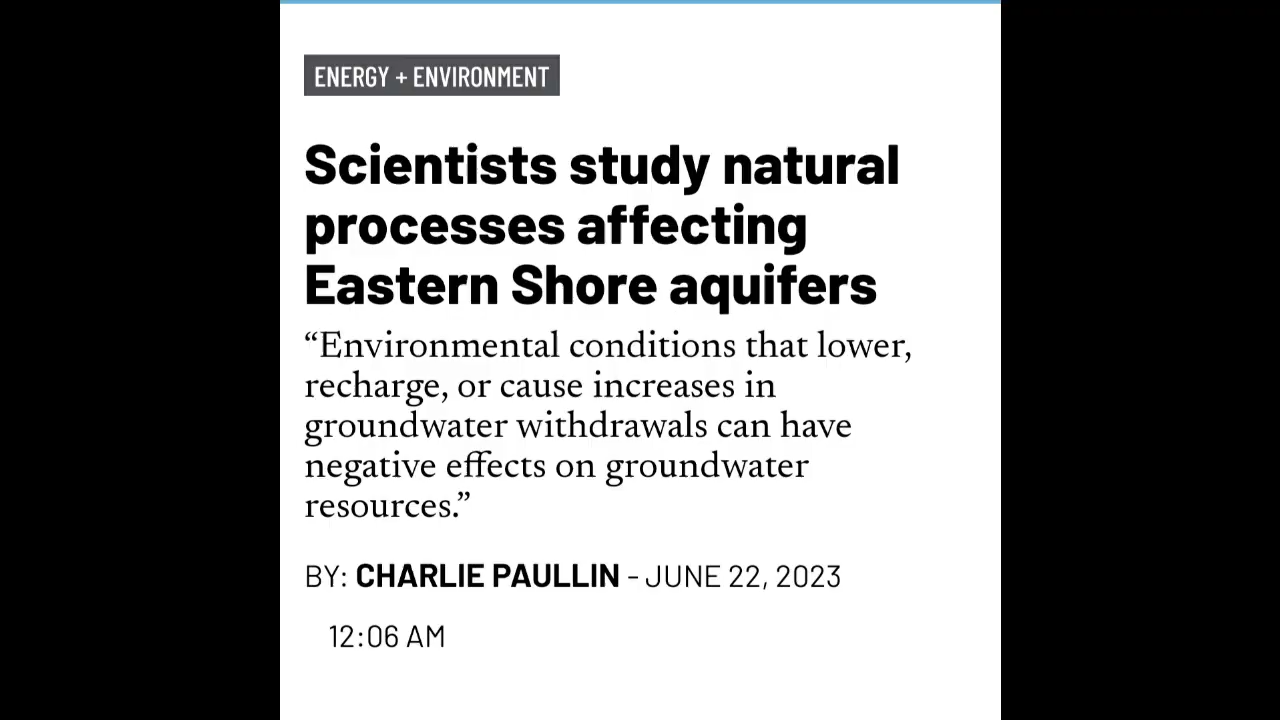 ENERGY + ENVIRONMENT
Scientists study natural
processes affecting
Eastern Shore aquifers
“Environmental conditions that lower,
recharge, or cause increases in
groundwater withdrawals can have
negative effects on groundwater
resources.”
BY: CHARLIE PAULLIN - JUNE 22, 2023
12:06 AM